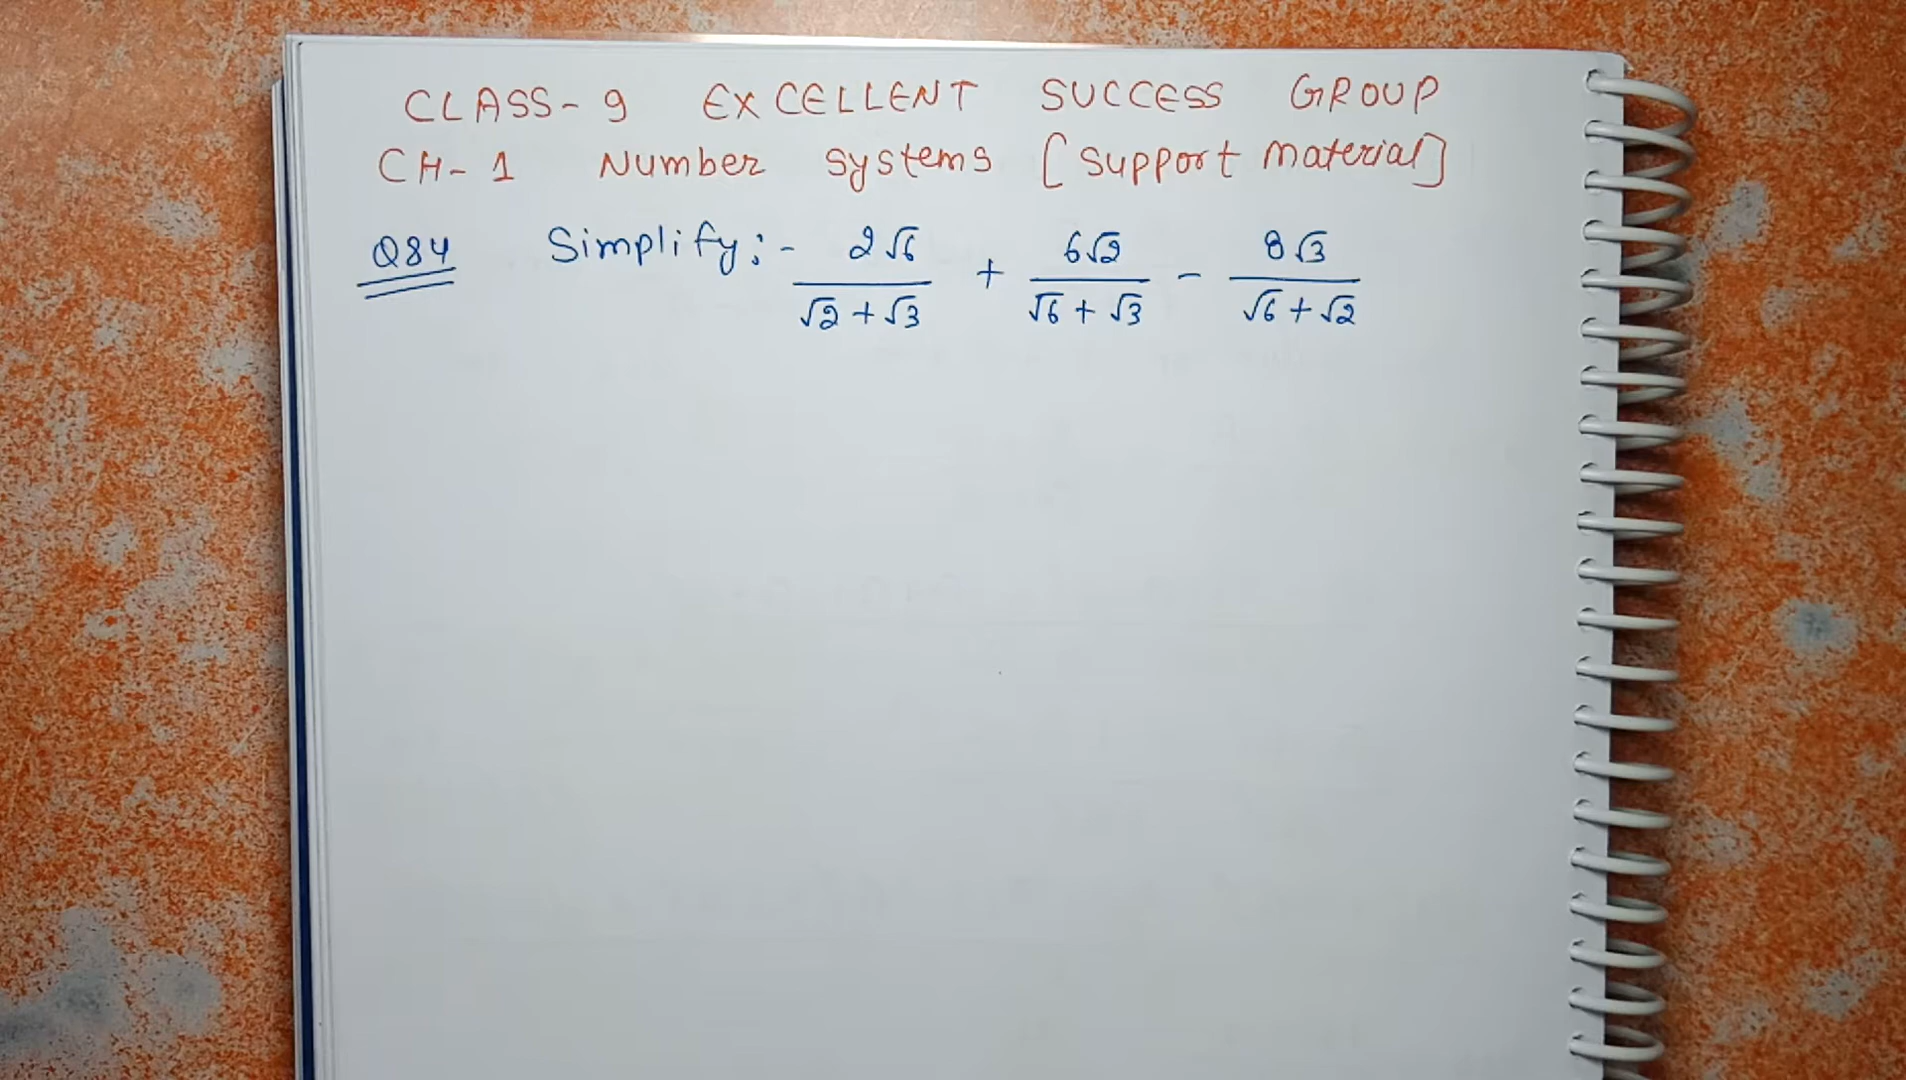 CLASS- 9 EXCELLENT SUCCESS GROUP
CH- 1 Number Systems [Support material]
Q84 Simplify:- 2√6/(√2+√3) + 6√2/(√6+√3) - 8√3/(√6+√2)